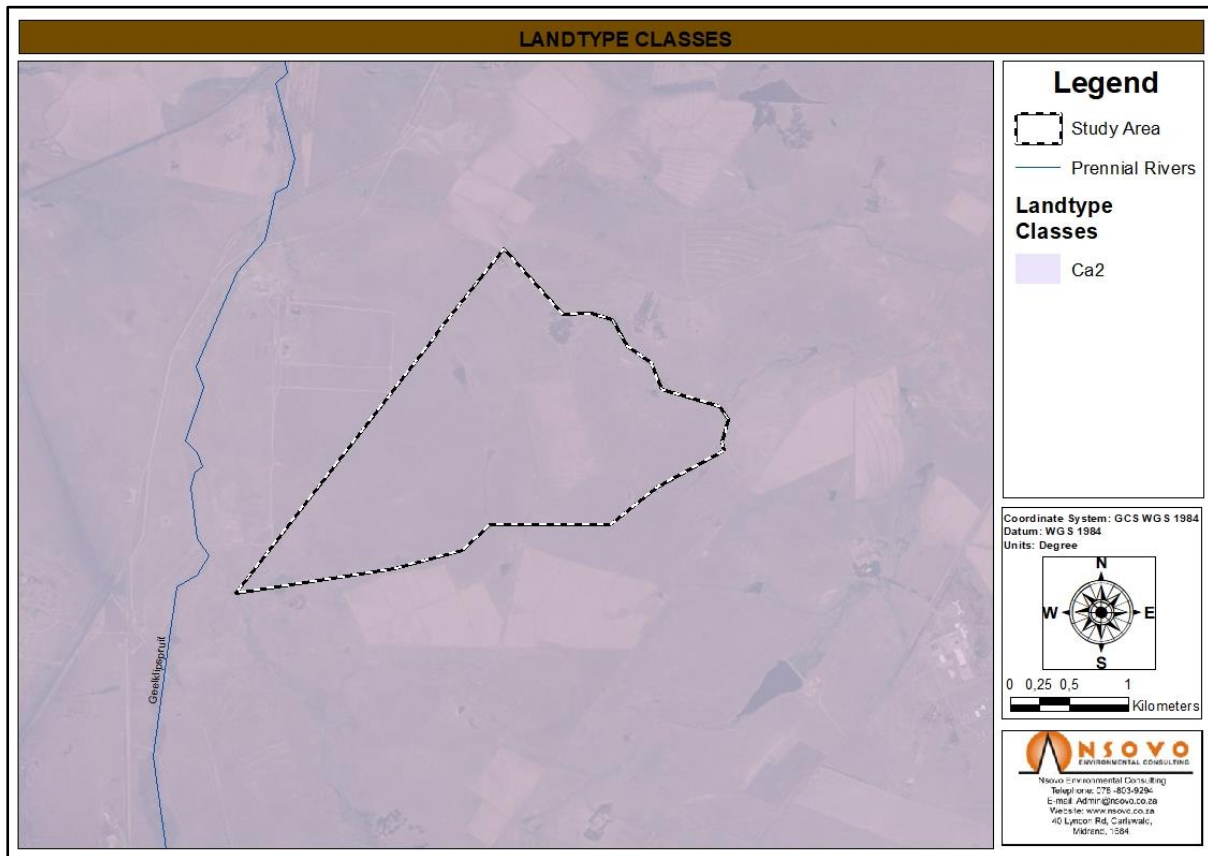 LANDTYPE CLASSES
Geelklipspruit
Legend
Study Area
Prennial Rivers
Landtype
Classes
Ca2
Coordinate System: GCS WGS 1984
Datum: WGS 1984
Units: Degree
N
W E
S
0 0,25 0,5 1
Kilometers
NSOVO
ENVIRONMENTAL CONSULTING
Nsovo Environmental Consulting
Telephone: 078 -803-9294
E-mail: Admin@nsovo.co.za
Website: www.nsovo.co.za
40 Rd, Carlswald,
Midrand, 1684.